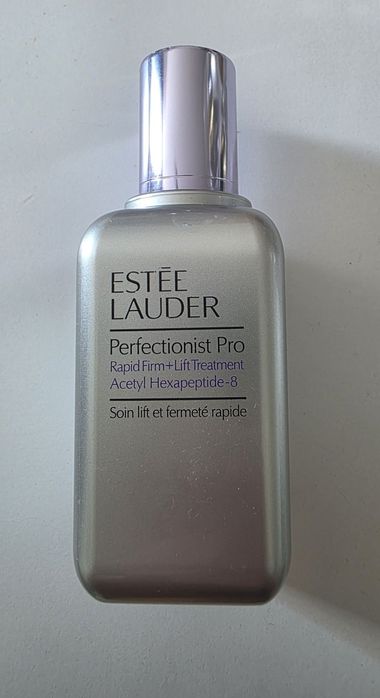 ESTĒE
LAUDER
Perfectionist Pro
Rapid Firm+Lift Treatment
Acetyl Hexapeptide-8
Soin lift et fermeté rapide